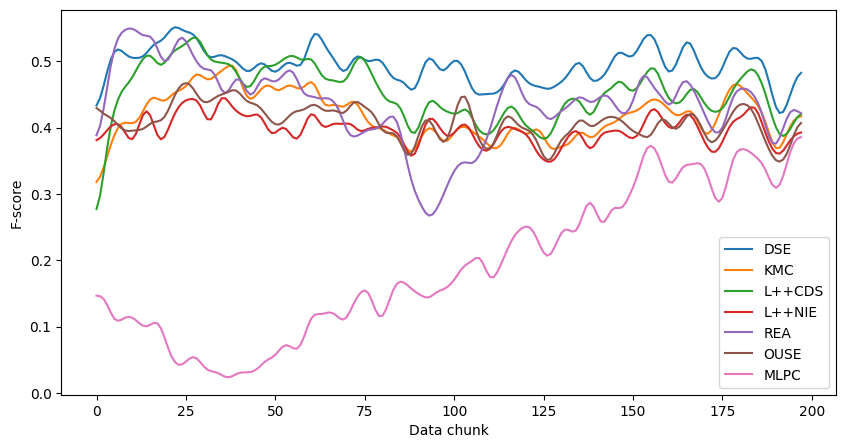 F-score
0.5
0.4
0.3
0.2
0.1
0.0
0 25 50 75 100 125 150 175 200
Data chunk
DSE
KMC
L++CDS
L++NIE
REA
OUSE
MLPC